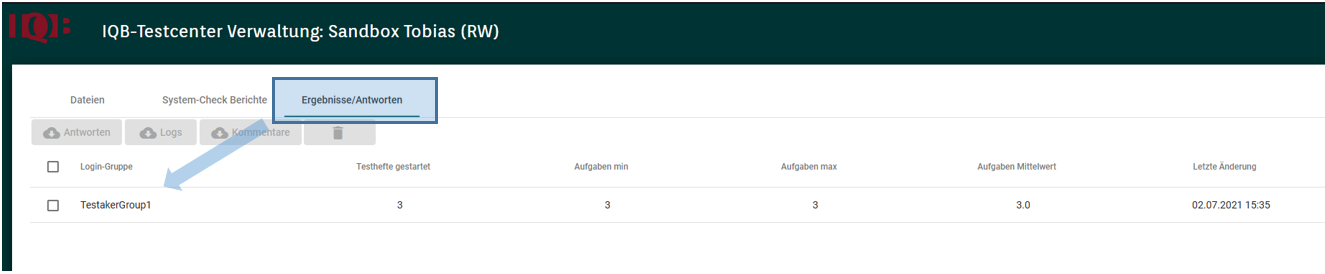 IQB: IQB-Testcenter Verwaltung: Sandbox Tobias (RW)
Dateien System-Check Berichte Ergebnisse/Antworten
Antworten Logs Kommentare
Login-Gruppe Testhefte gestartet Aufgaben min Aufgaben max Aufgaben Mittelwert Letzte Änderung
TestakerGroup1 3 3 3 3.0 02.07.2021 15:35